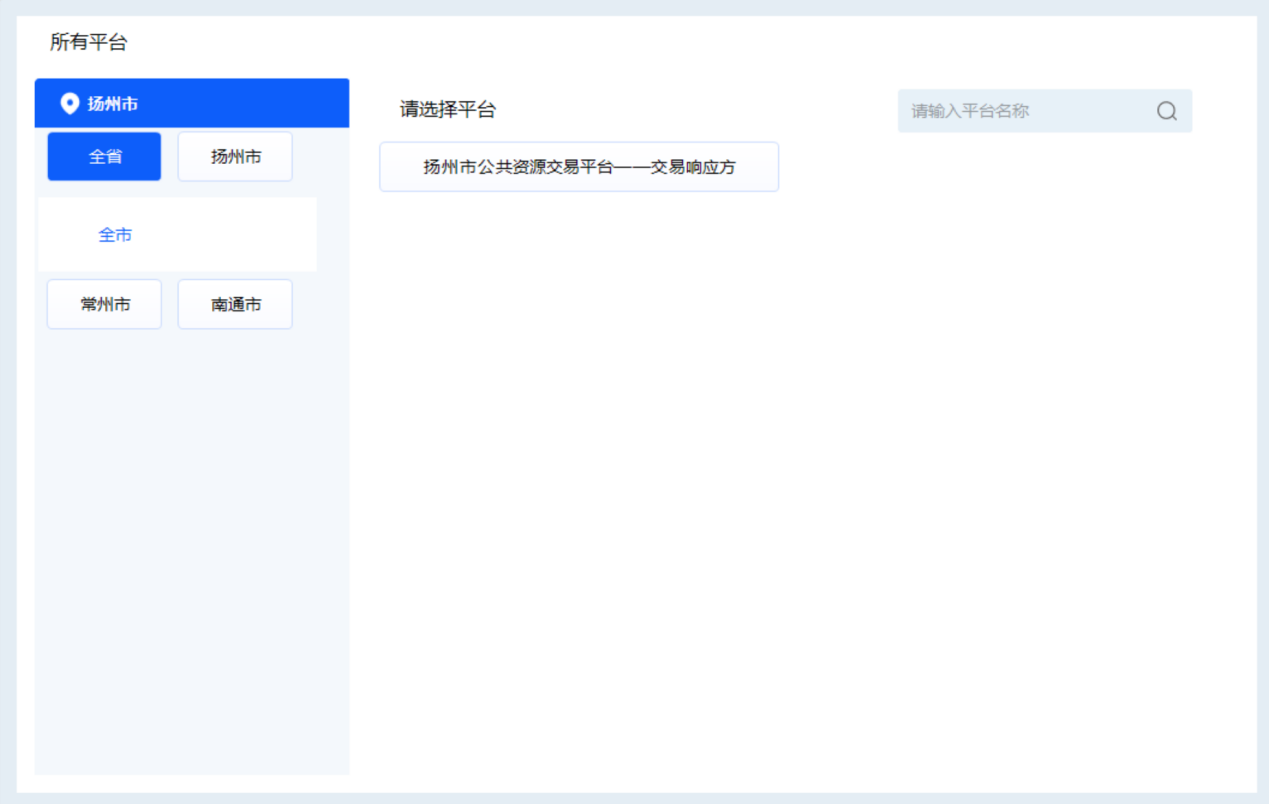 所有平台
扬州市
请选择平台
请输入平台名称
全省
扬州市
扬州市公共资源交易平台——交易响应方
全市
常州市
南通市